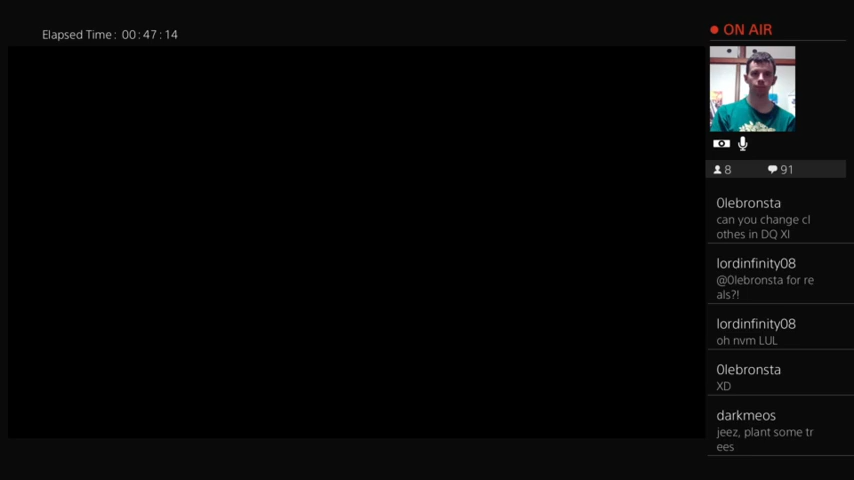 Elapsed Time: 00:47:14
ON AIR
8 91
0lebronsta
can you change cl
othes in DQ XI
lordinfinity08
@0lebronsta for re
als?!
lordinfinity08
oh nvm LUL
0lebronsta
XD
darkmeos
jeez, plant some tr
ees